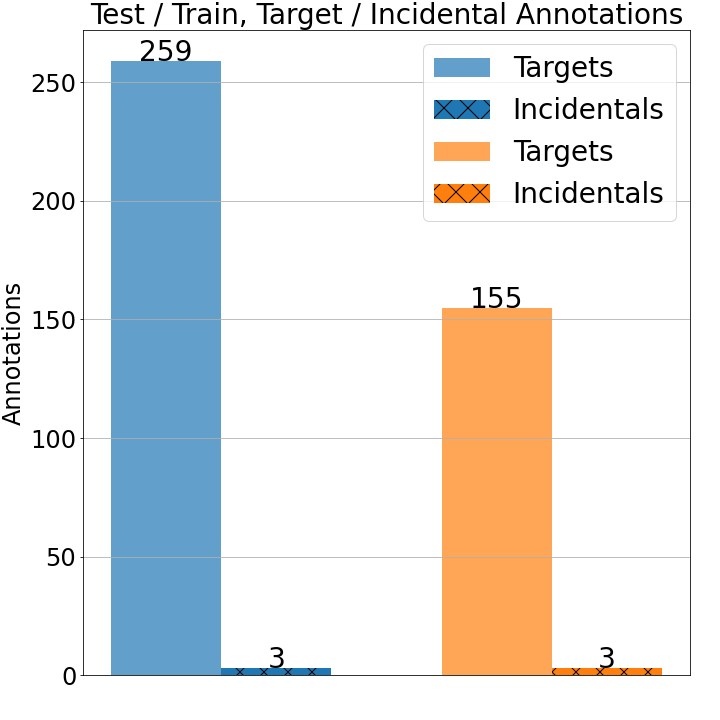 Test / Train, Target / Incidental Annotations
259
Targets
Incidentals
Targets
Incidentals
155
3
3
Annotations
250
200
150
100
50
0